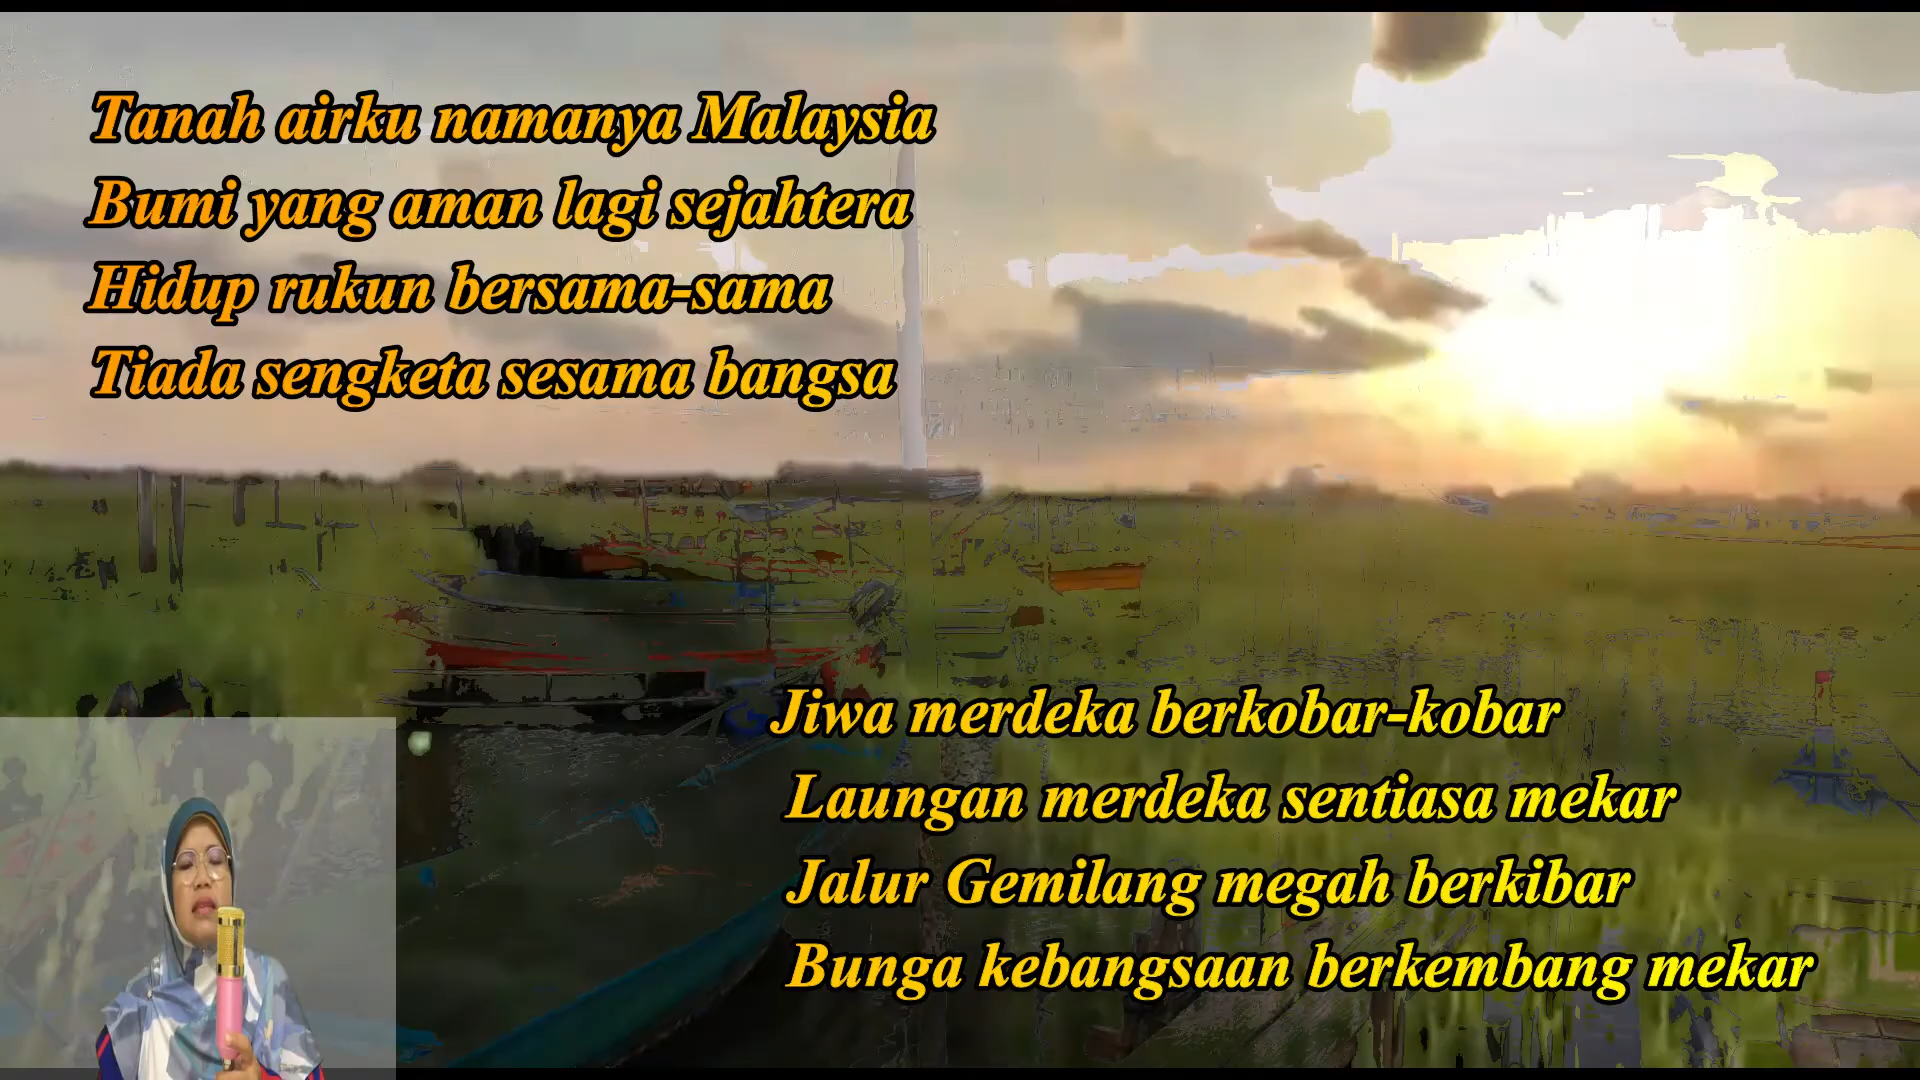 Tanah airku namanya Malaysia
Bumi yang aman lagi sejahtera
Hidup rukun bersama-sama
Tiada sengketa sesama bangsa
Jiwa merdeka berkobar-kobar
Laungan merdeka sentiasa mekar
Jalur Gemilang megah berkibar
Bunga kebangsaan berkembang mekar